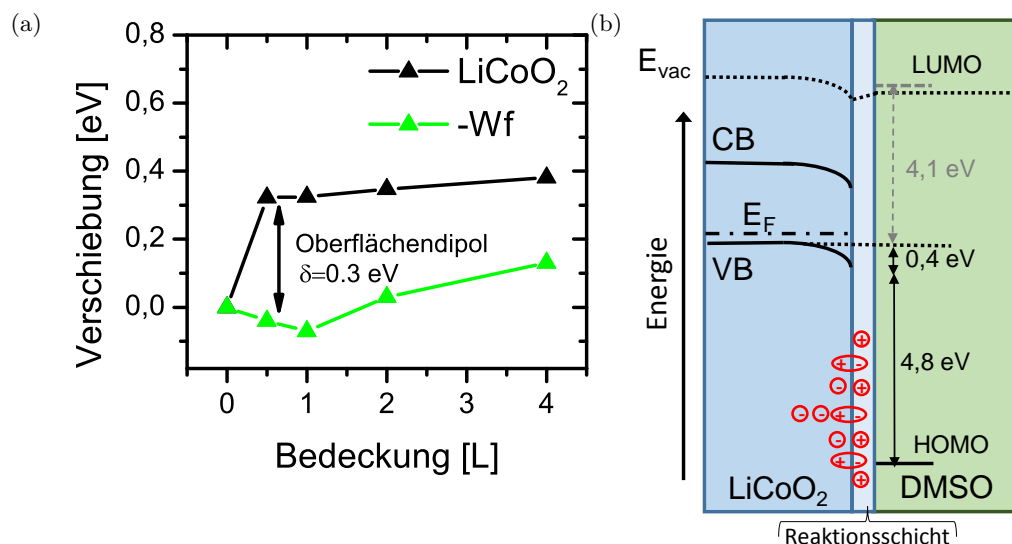 (a)
0,8
0,6
0,4
0,2
0,0
Verschiebung [eV]
LiCoO₂
-Wf
Oberflächendipol
δ=0.3 eV
0 1 2 3 4
Bedeckung [L]
(b)
E_vac
LUMO
CB
4,1 eV
E_F
VB
0,4 eV
Energie
4,8 eV
+
+ -
- +
- - + -
- +
+ -
+
HOMO
LiCoO₂
DMSO
Reaktionsschicht